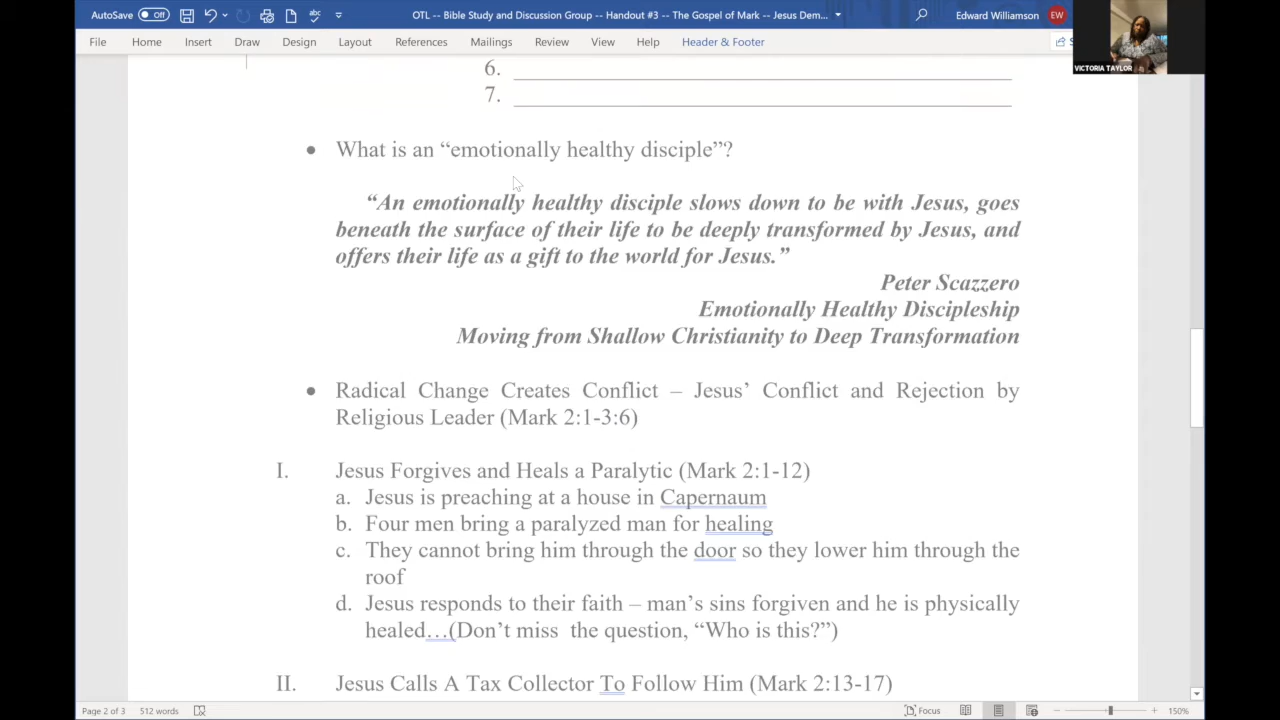 AutoSave Off OTL -- Bible Study and Discussion Group -- Handout #3 -- The Gospel of Mark -- Jesus Dem... Edward Williamson EW
File Home Insert Draw Design Layout References Mailings Review View Help Header & Footer
VICTORIA TAYLOR
6.
7.
• What is an “emotionally healthy disciple”?
“An emotionally healthy disciple slows down to be with Jesus, goes
beneath the surface of their life to be deeply transformed by Jesus, and
offers their life as a gift to the world for Jesus.”
Peter Scazzero
Emotionally Healthy Discipleship
Moving from Shallow Christianity to Deep Transformation
• Radical Change Creates Conflict – Jesus’ Conflict and Rejection by
Religious Leader (Mark 2:1-3:6)
I. Jesus Forgives and Heals a Paralytic (Mark 2:1-12)
a. Jesus is preaching at a house in Capernaum
b. Four men bring a paralyzed man for healing
c. They cannot bring him through the door so they lower him through the
roof
d. Jesus responds to their faith – man’s sins forgiven and he is physically
healed…(Don’t miss the question, “Who is this?”)
II. Jesus Calls A Tax Collector To Follow Him (Mark 2:13-17)
Page 2 of 3 512 words Focus 150%